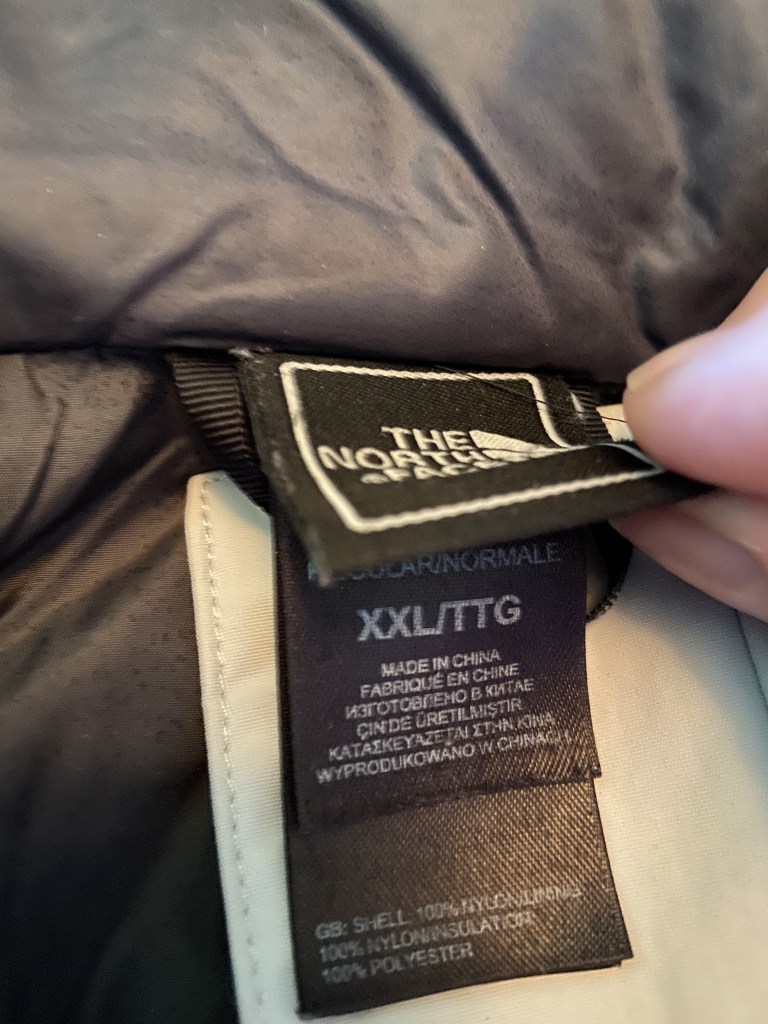 THE
NORTH
FACE
REGULAR/NORMALE
XXL/TTG
MADE IN CHINA
FABRIQUÉ EN CHINE
ИЗГОТОВЛЕНО В КИТАЕ
ÇIN'DE ÜRETILMIŞTIR
ΚΑΤΑΣΚΕΥΑΖΕΤΑΙ ΣΤΗΝ ΚΙΝΑ
WYPRODUKOWANO W CHINACH
GB: SHELL: 100% NYLON/LINING:
100% NYLON/INSULATION:
100% POLYESTER